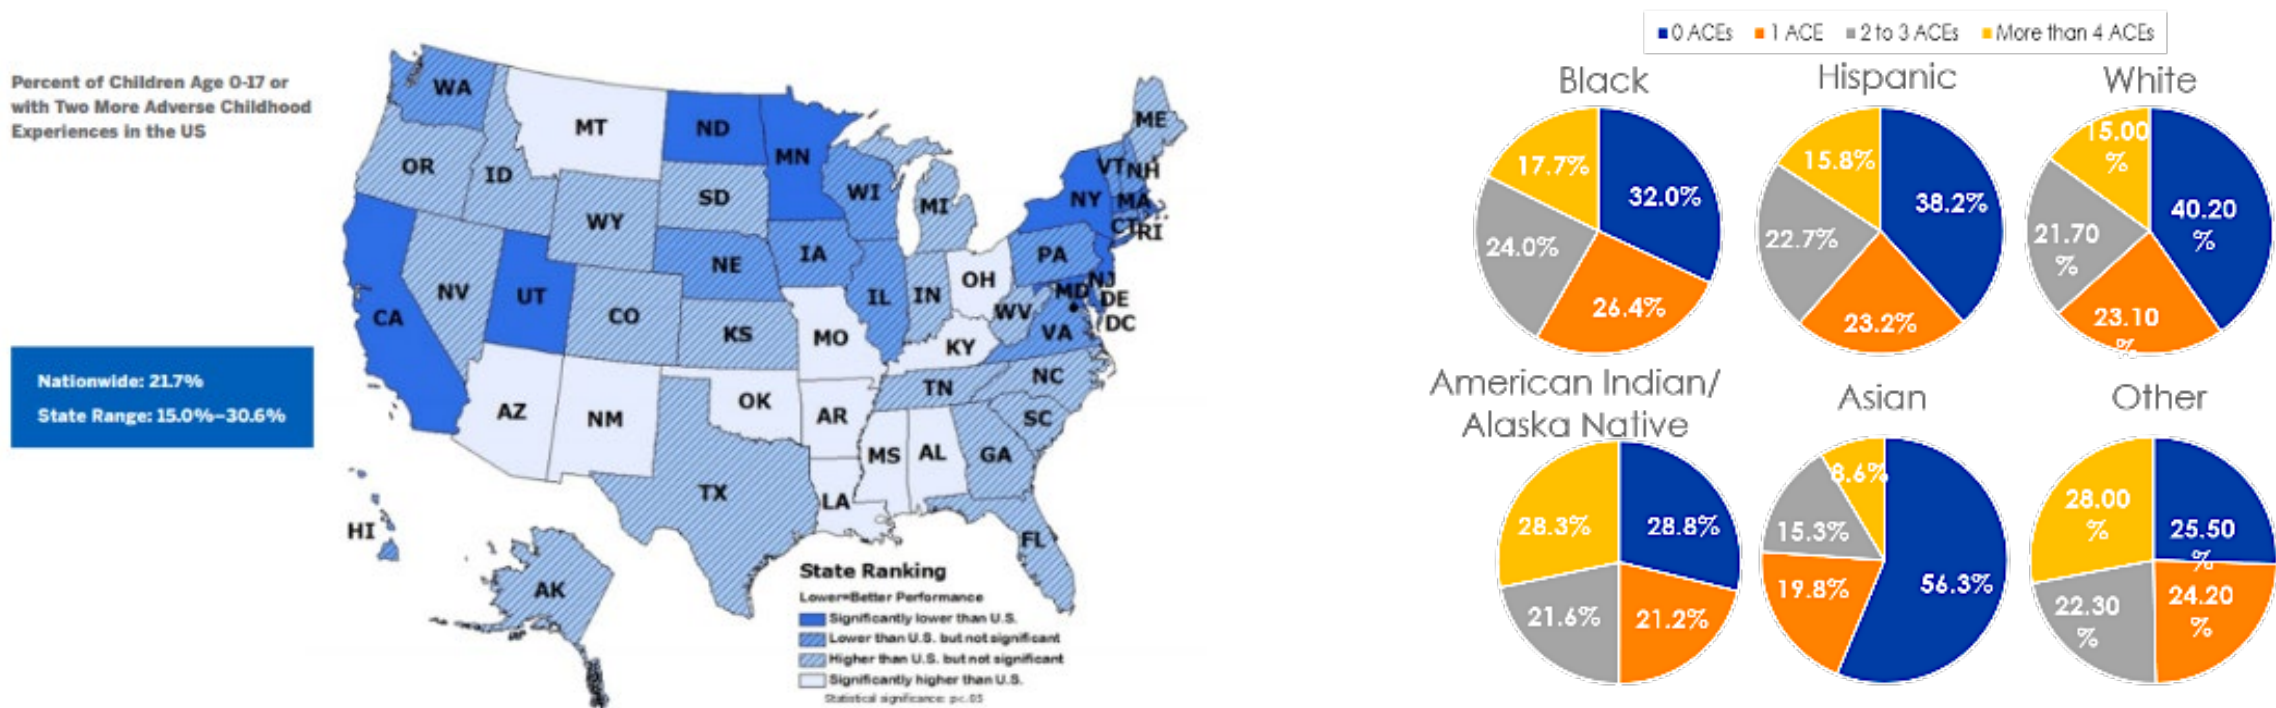 Percent of Children Age 0-17 or
with Two More Adverse Childhood
Experiences in the US
Nationwide: 21.7%
State Range: 15.0%–30.6%
WA
MT
ND
MN
OR
ID
SD
WI
MI
ME
VT
NH
NY
MA
CT
RI
WY
NE
IA
PA
NJ
NV
UT
CO
KS
IL
IN
OH
MD
DE
DC
WV
VA
CA
MO
KY
NC
TN
AZ
NM
OK
AR
SC
MS
AL
GA
TX
LA
FL
HI
AK
State Ranking
Lower=Better Performance
Significantly lower than U.S.
Lower than U.S. but not significant
Higher than U.S. but not significant
Significantly higher than U.S.
Statistical significance: p<.05
0 ACEs 1 ACE 2 to 3 ACEs More than 4 ACEs
Black
17.7%
32.0%
24.0%
26.4%
Hispanic
15.8%
38.2%
22.7%
23.2%
White
15.00
%
40.20
%
21.70
%
23.10
%
American Indian/
Alaska Native
28.3%
28.8%
21.6%
21.2%
Asian
8.6%
15.3%
19.8%
56.3%
Other
28.00
%
25.50
%
22.30
%
24.20
%